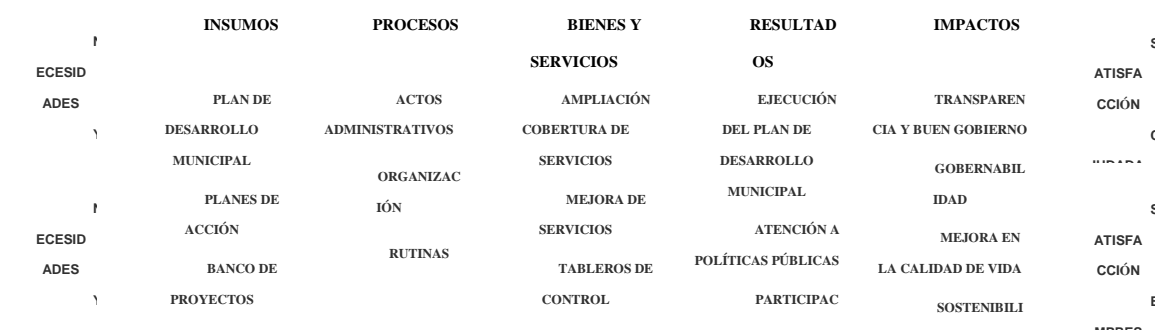 INSUMOS
PROCESOS
BIENES Y
SERVICIOS
RESULTAD
OS
IMPACTOS
ECESID
ADES
Y
ECESID
ADES
Y
PLAN DE
DESARROLLO
MUNICIPAL
PLANES DE
ACCIÓN
BANCO DE
PROYECTOS
ACTOS
ADMINISTRATIVOS
ORGANIZAC
IÓN
RUTINAS
AMPLIACIÓN
COBERTURA DE
SERVICIOS
MEJORA DE
SERVICIOS
TABLEROS DE
CONTROL
EJECUCIÓN
DEL PLAN DE
DESARROLLO
MUNICIPAL
ATENCIÓN A
POLÍTICAS PÚBLICAS
PARTICIPAC
TRANSPAREN
CIA Y BUEN GOBIERNO
GOBERNABIL
IDAD
MEJORA EN
LA CALIDAD DE VIDA
SOSTENIBILI
S
ATISFA
CCIÓN
S
ATISFA
CCIÓN